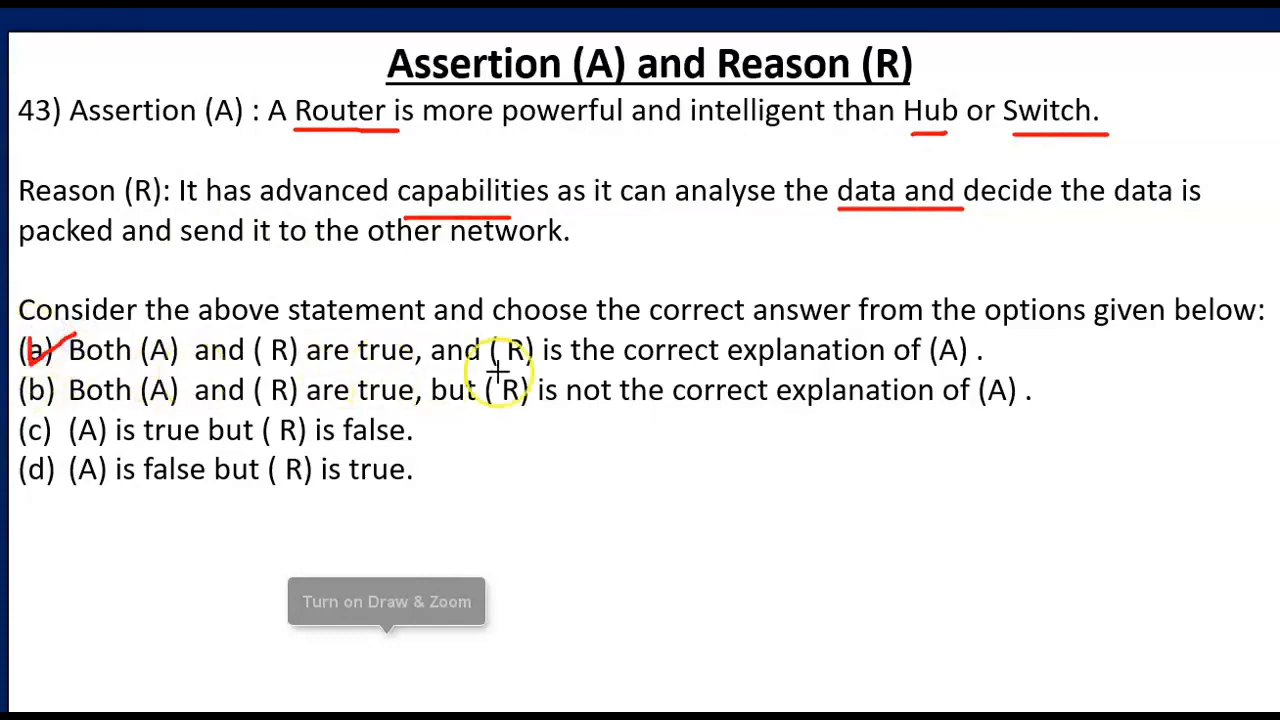 Assertion (A) and Reason (R)
43) Assertion (A) : A Router is more powerful and intelligent than Hub or Switch.
Reason (R): It has advanced capabilities as it can analyse the data and decide the data is
packed and send it to the other network.
Consider the above statement and choose the correct answer from the options given below:
(a) Both (A) and ( R) are true, and ( R) is the correct explanation of (A) .
(b) Both (A) and ( R) are true, but ( R) is not the correct explanation of (A) .
(c) (A) is true but ( R) is false.
(d) (A) is false but ( R) is true.
Turn on Draw & Zoom